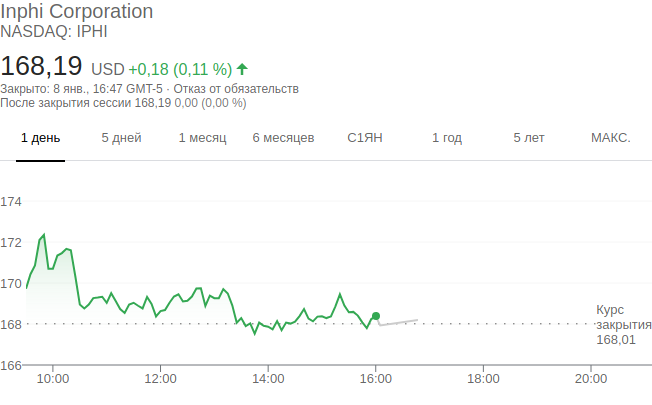 Inphi Corporation
NASDAQ: IPHI
168,19 USD +0,18 (0,11 %)
Закрыто: 8 янв., 16:47 GMT-5 · Отказ от обязательств
После закрытия сессии 168,19 0,00 (0,00 %)
1 день 5 дней 1 месяц 6 месяцев С1ЯН 1 год 5 лет МАКС.
174
172
170
168
166
Курс
закрытия
168,01
10:00 12:00 14:00 16:00 18:00 20:00